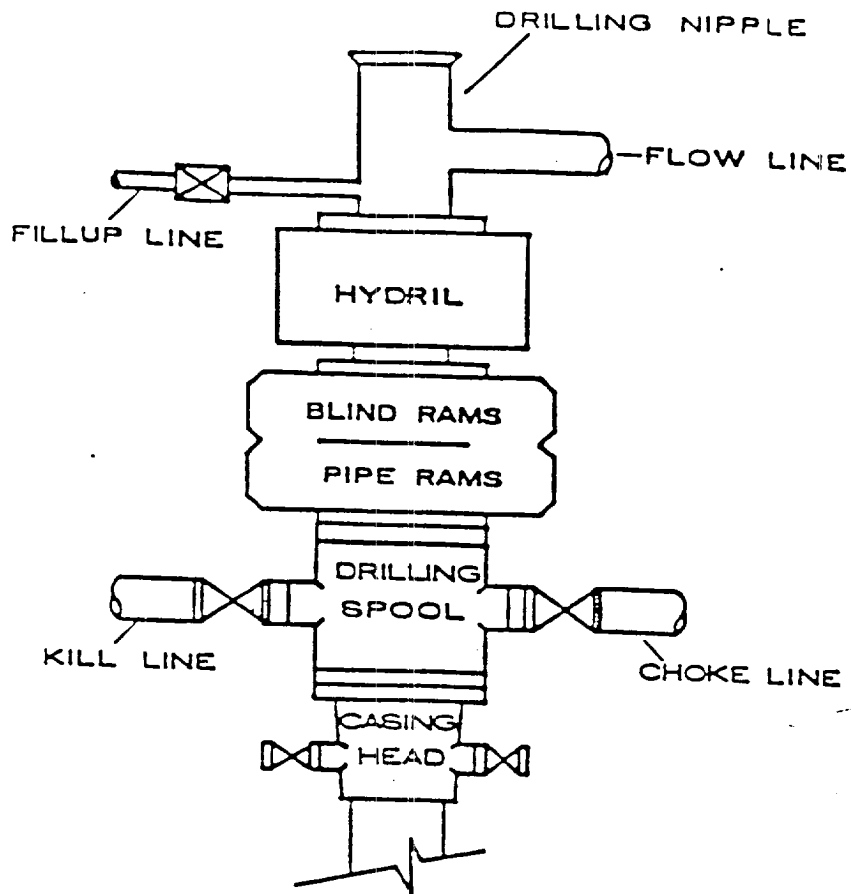 DRILLING NIPPLE
FLOW LINE
FILLUP LINE
HYDRIL
BLIND RAMS
PIPE RAMS
DRILLING
SPOOL
KILL LINE
CHOKE LINE
CASING
HEAD